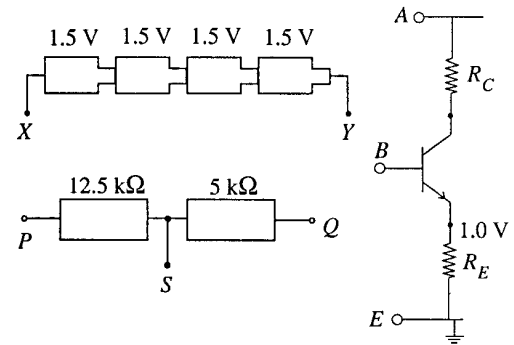 1.5 V 1.5 V 1.5 V 1.5 V
X Y
12.5 kΩ 5 kΩ
P Q
S
A
R_C
B
1.0 V
R_E
E